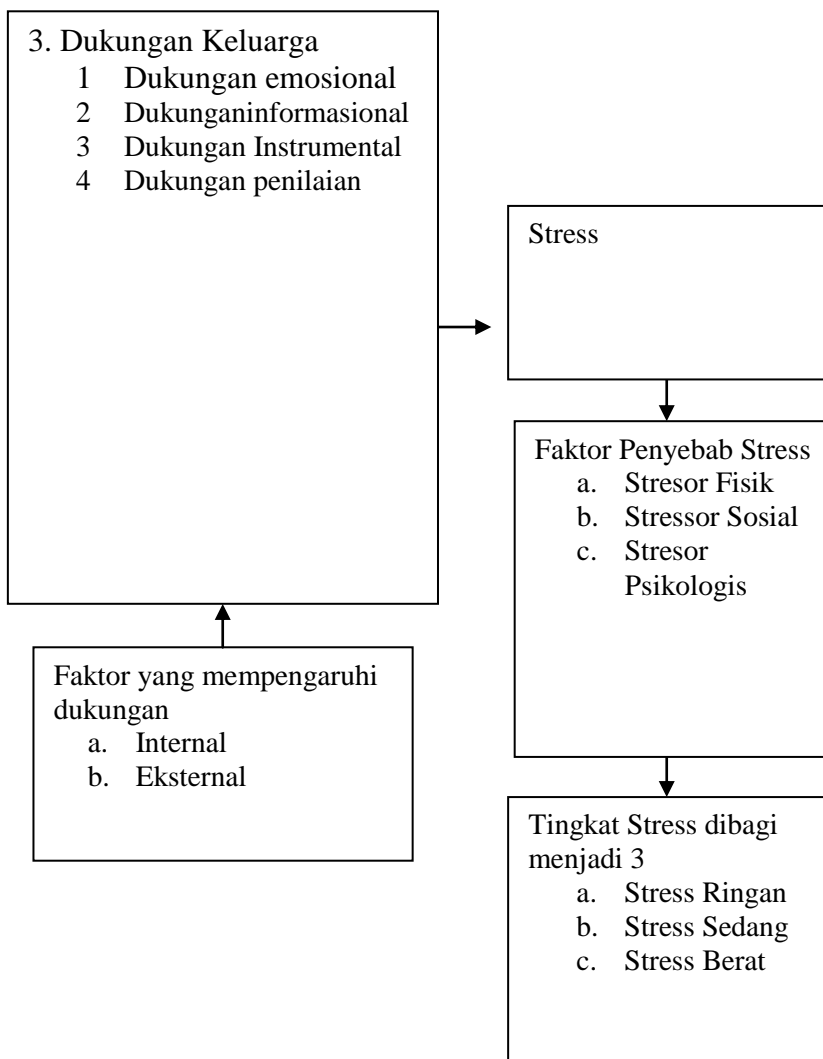 3. Dukungan Keluarga
1 Dukungan emosional
2 Dukunganinformasional
3 Dukungan Instrumental
4 Dukungan penilaian
Stress
Faktor Penyebab Stress
a. Stresor Fisik
b. Stressor Sosial
c. Stresor
Psikologis
Faktor yang mempengaruhi
dukungan
a. Internal
b. Eksternal
Tingkat Stress dibagi
menjadi 3
a. Stress Ringan
b. Stress Sedang
c. Stress Berat